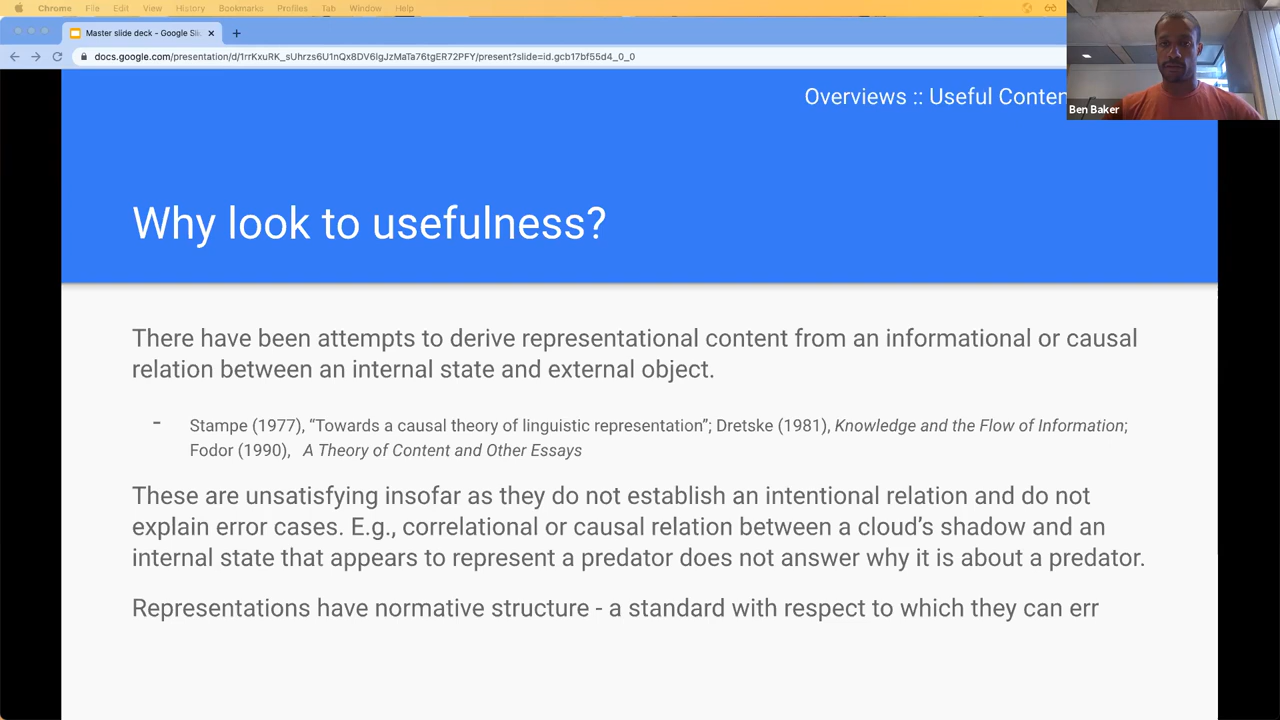 Chrome File Edit View History Bookmarks Profiles Tab Window Help
Master slide deck - Google Sli
docs.google.com/presentation/d/1rrKxuRK_sUhrzs6U1nQx8DV6lgJzMaTa76tgER72PFY/present?slide=id.gcb17bf55d4_0_0
Overviews :: Useful Conten
Ben Baker
Why look to usefulness?
There have been attempts to derive representational content from an informational or causal
relation between an internal state and external object.
- Stampe (1977), “Towards a causal theory of linguistic representation”; Dretske (1981), Knowledge and the Flow of Information;
Fodor (1990), A Theory of Content and Other Essays
These are unsatisfying insofar as they do not establish an intentional relation and do not
explain error cases. E.g., correlational or causal relation between a cloud’s shadow and an
internal state that appears to represent a predator does not answer why it is about a predator.
Representations have normative structure - a standard with respect to which they can err